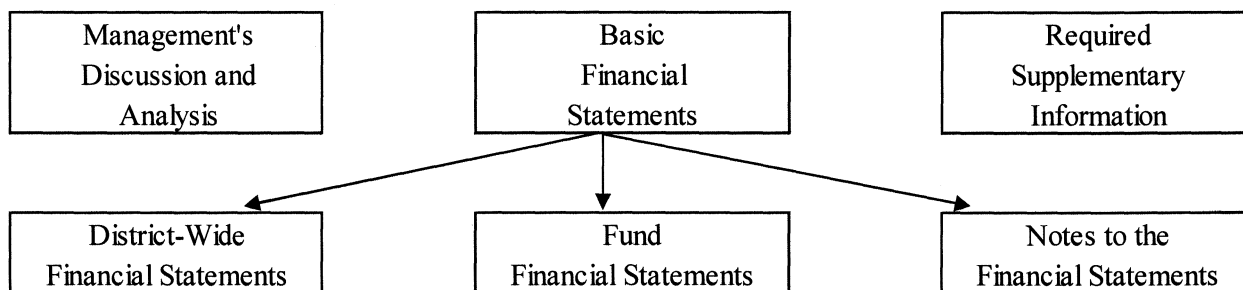 Management's
Discussion and
Analysis
Basic
Financial
Statements
Required
Supplementary
Information
District-Wide
Financial Statements
Fund
Financial Statements
Notes to the
Financial Statements